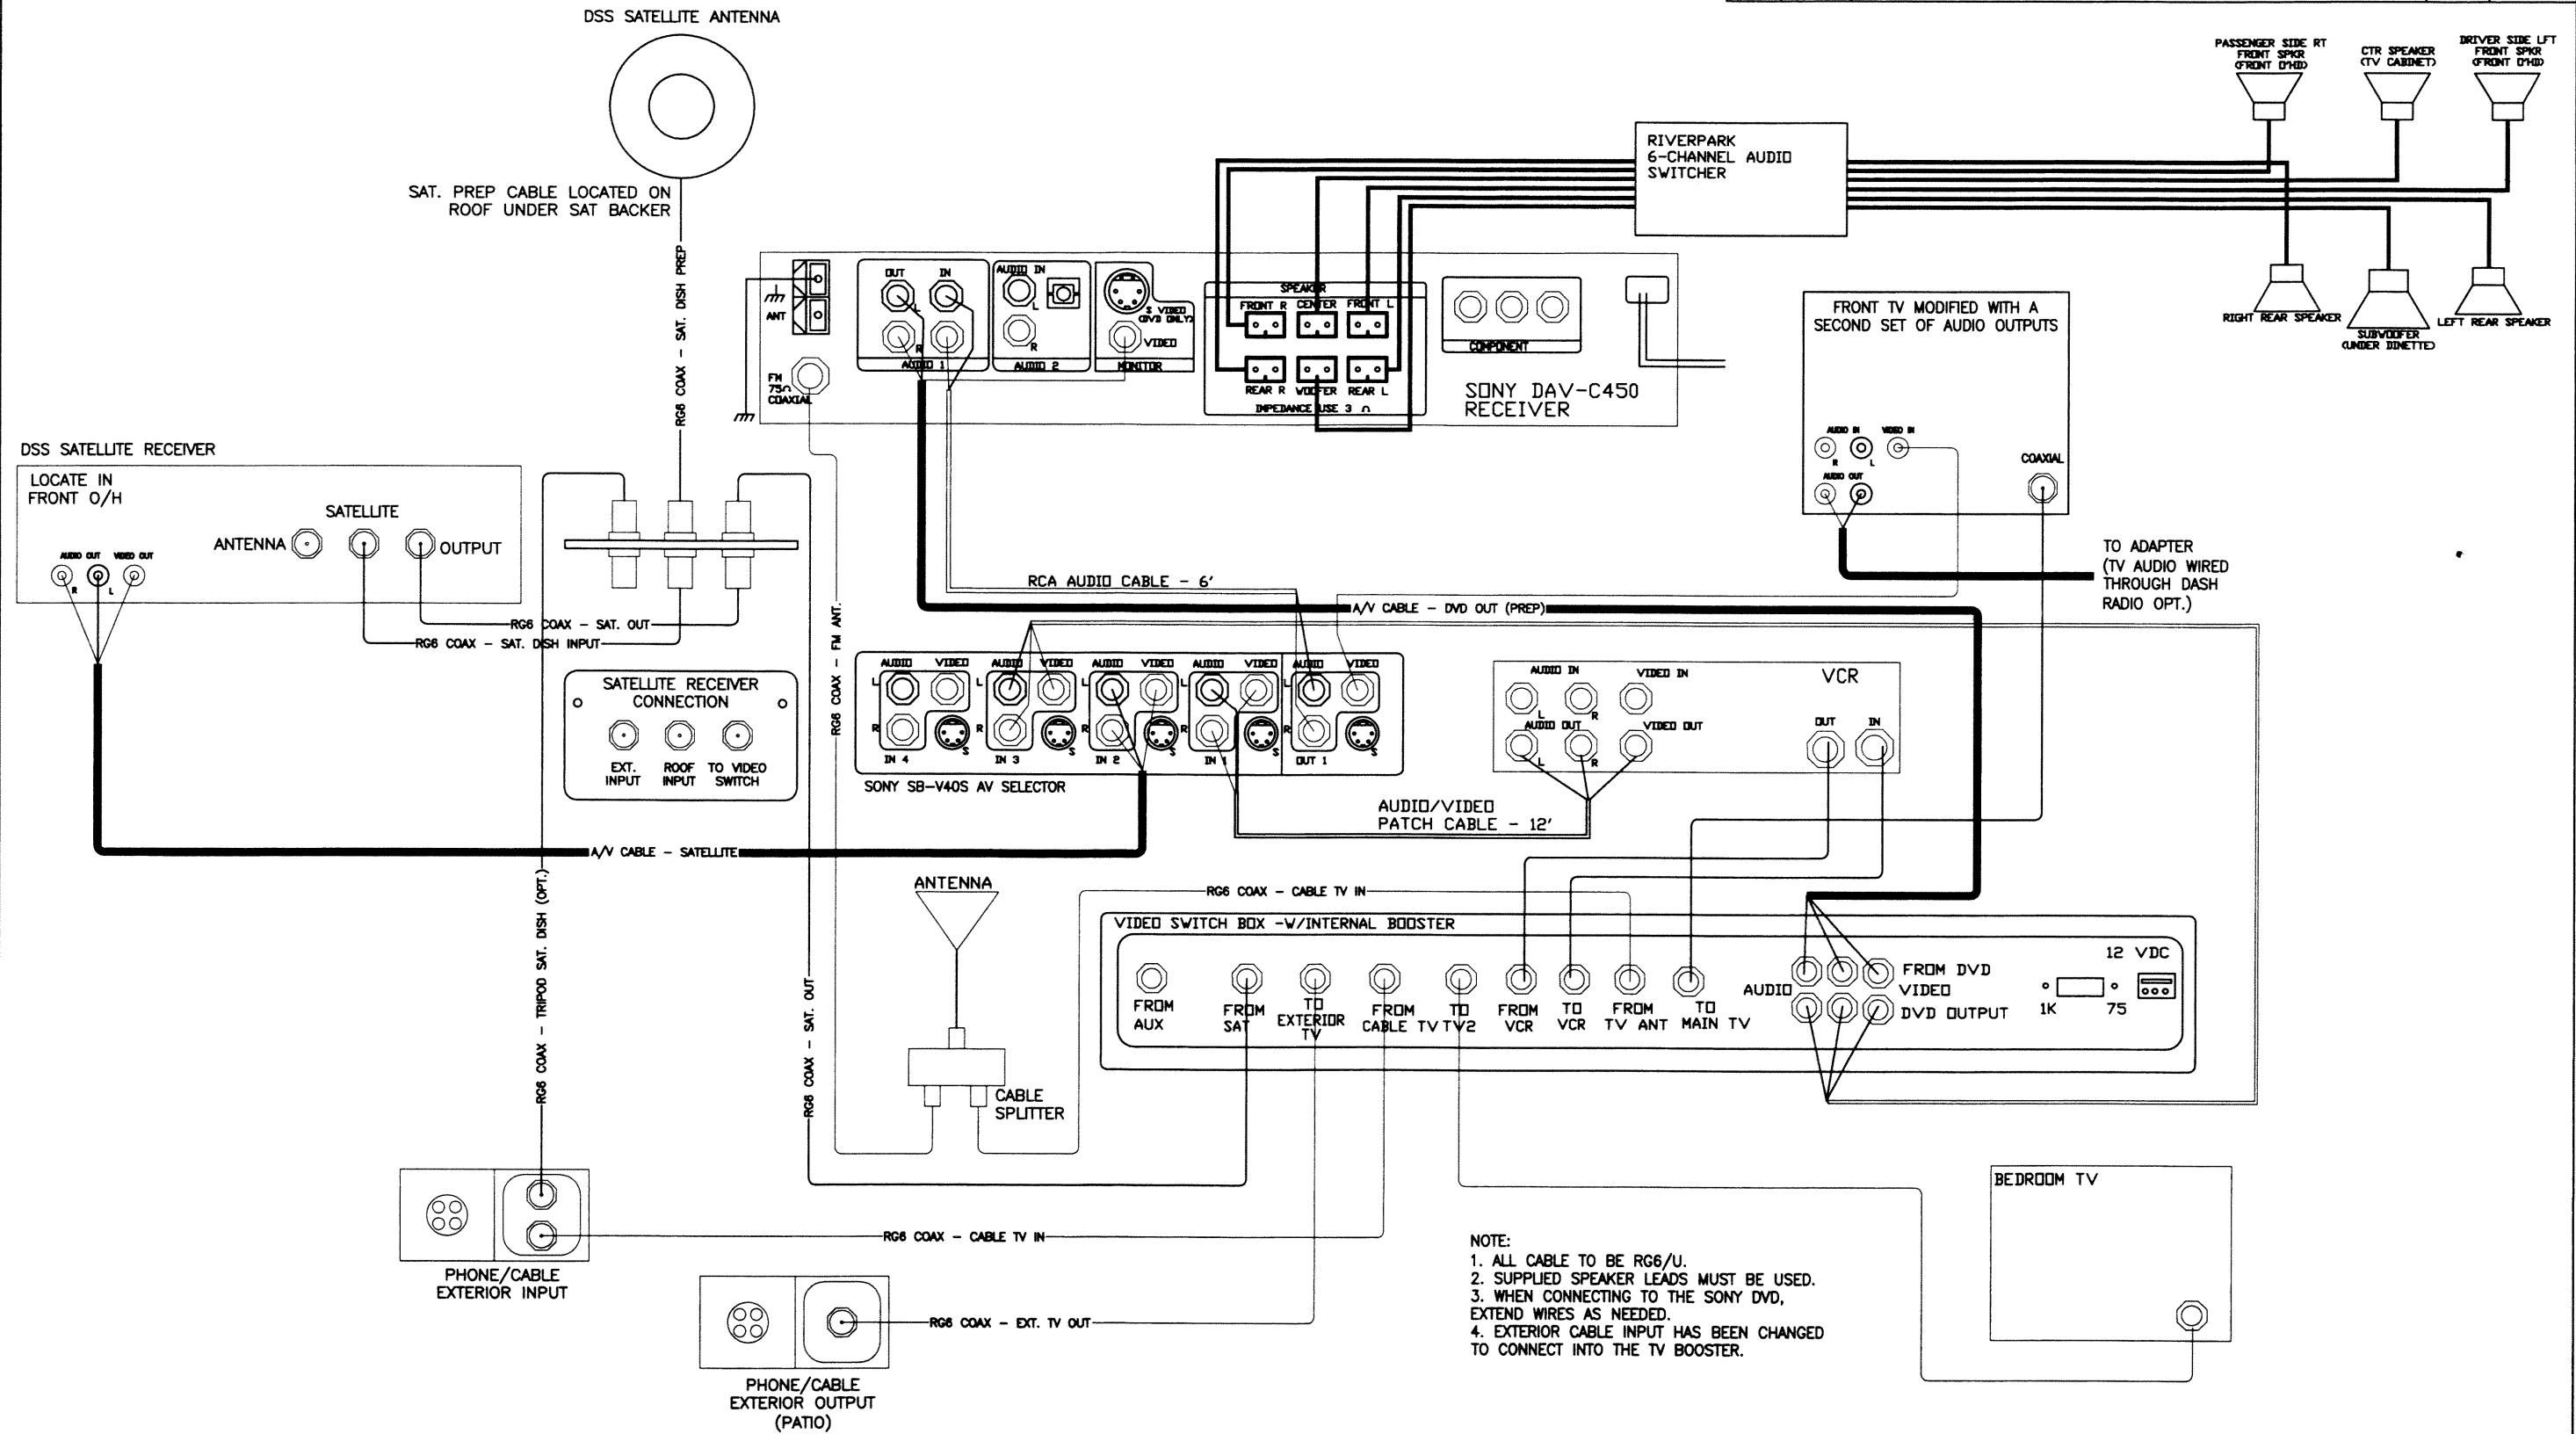 DSS SATELLITE ANTENNA
SAT. PREP CABLE LOCATED ON
ROOF UNDER SAT BACKER
RG6 COAX - SAT. DISH PREP
PASSENGER SIDE RT
FRONT SPKR
(FRONT O'HD)
CTR SPEAKER
(TV CABINET)
DRIVER SIDE LFT
FRONT SPKR
(FRONT O'HD)
RIVERPARK
6-CHANNEL AUDIO
SWITCHER
RIGHT REAR SPEAKER
SUBWOOFER
(UNDER DINETTE)
LEFT REAR SPEAKER
ANT
FM
75Ω
COAXIAL
OUT
IN
L
R
AUDIO 1
AUDIO IN
L
R
AUDIO 2
S VIDEO
(DVD ONLY)
VIDEO
MONITOR
SPEAKER
FRONT R
CENTER
FRONT L
REAR R
WOOFER
REAR L
IMPEDANCE USE 3 Ω
COMPONENT
SONY DAV-C450
RECEIVER
FRONT TV MODIFIED WITH A
SECOND SET OF AUDIO OUTPUTS
AUDIO IN
VIDEO IN
R
L
AUDIO OUT
COAXIAL
TO ADAPTER
(TV AUDIO WIRED
THROUGH DASH
RADIO OPT.)
DSS SATELLITE RECEIVER
LOCATE IN
FRONT O/H
SATELLITE
ANTENNA
OUTPUT
AUDIO OUT
VIDEO OUT
R
L
RG6 COAX - SAT. OUT
RG6 COAX - SAT. DISH INPUT
RCA AUDIO CABLE - 6'
A/V CABLE - DVD OUT (PREP)
RG6 COAX - FM ANT.
SATELLITE RECEIVER
CONNECTION
EXT.
INPUT
ROOF
INPUT
TO VIDEO
SWITCH
AUDIO
VIDEO
L
R
S
IN 4
AUDIO
VIDEO
L
R
S
IN 3
AUDIO
VIDEO
L
R
S
IN 2
AUDIO
VIDEO
L
R
S
IN 1
AUDIO
VIDEO
L
R
S
OUT 1
SONY SB-V40S AV SELECTOR
AUDIO IN
VIDEO IN
VCR
L
R
AUDIO OUT
VIDEO OUT
L
R
OUT
IN
AUDIO/VIDEO
PATCH CABLE - 12'
A/V CABLE - SATELLITE
RG6 COAX - TRIPOD SAT. DISH (OPT.)
RG6 COAX - SAT. OUT
ANTENNA
CABLE
SPLITTER
RG6 COAX - CABLE TV IN
VIDEO SWITCH BOX -W/INTERNAL BOOSTER
FROM
AUX
FROM
SAT
TO
EXTERIOR
TV
FROM
CABLE TV
TO
TV2
FROM
VCR
TO
VCR
FROM
TV ANT
TO
MAIN TV
AUDIO
FROM DVD
VIDEO
DVD OUTPUT
12 VDC
1K
75
PHONE/CABLE
EXTERIOR INPUT
RG6 COAX - CABLE TV IN
PHONE/CABLE
EXTERIOR OUTPUT
(PATIO)
RG6 COAX - EXT. TV OUT
NOTE:
1. ALL CABLE TO BE RG6/U.
2. SUPPLIED SPEAKER LEADS MUST BE USED.
3. WHEN CONNECTING TO THE SONY DVD,
EXTEND WIRES AS NEEDED.
4. EXTERIOR CABLE INPUT HAS BEEN CHANGED
TO CONNECT INTO THE TV BOOSTER.
BEDROOM TV